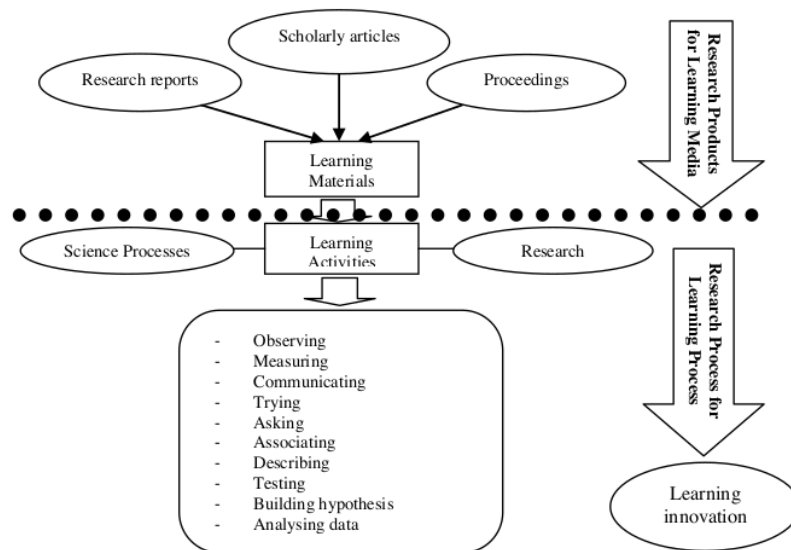 Scholarly articles
Research reports
Proceedings
Learning
Materials
Research Products
for Learning Media
Science Processes
Learning
Activities
Research
Research Process for
Learning Process
- Observing
- Measuring
- Communicating
- Trying
- Asking
- Associating
- Describing
- Testing
- Building hypothesis
- Analysing data
Learning
innovation